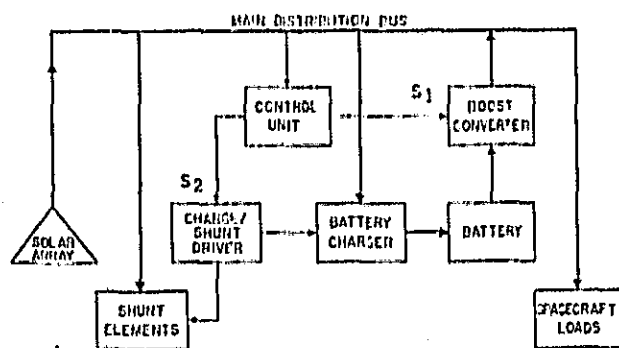 MAIN DISTRIBUTION BUS
CONTROL
UNIT
S1
BOOST
CONVERTER
S2
SOLAR
ARRAY
CHARGE/
SHUNT
DRIVER
BATTERY
CHARGER
BATTERY
SHUNT
ELEMENTS
SPACECRAFT
LOADS